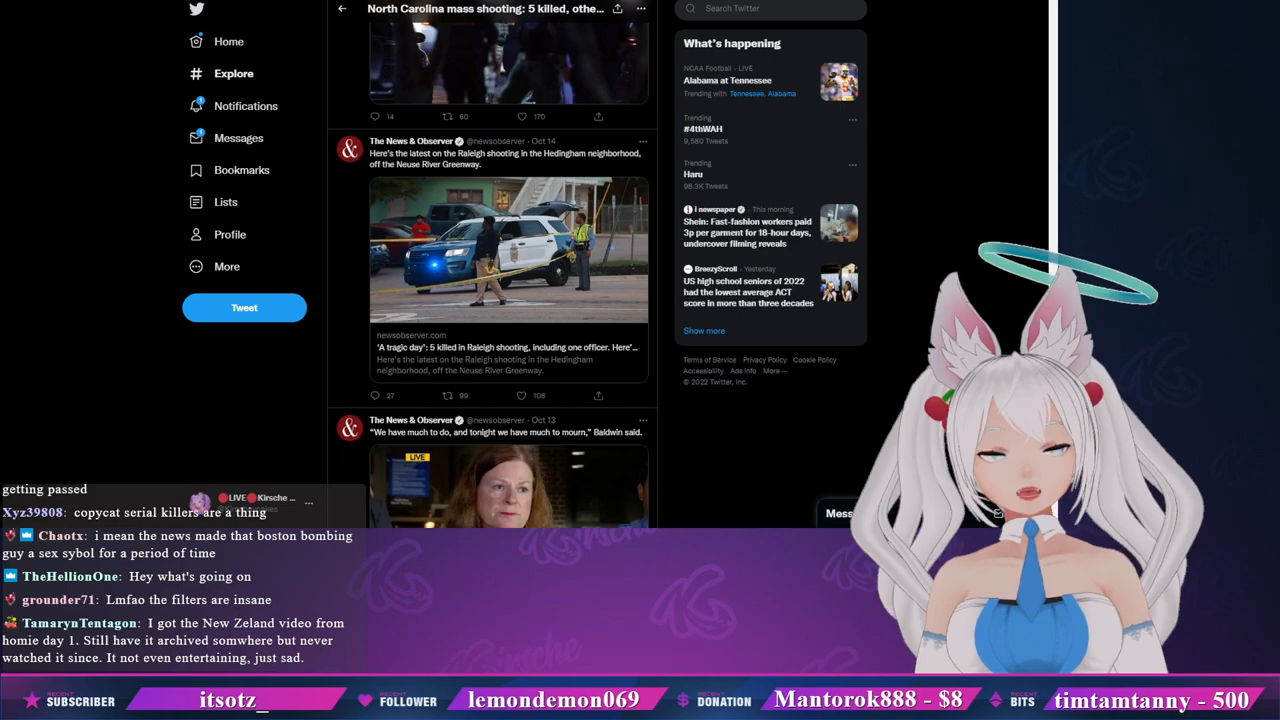 North Carolina mass shooting: 5 killed, othe...
Home
Explore
Notifications
Messages
Bookmarks
Lists
Profile
More
Tweet
14 60 170
The News & Observer @newsobserver · Oct 14
Here's the latest on the Raleigh shooting in the Hedingham neighborhood,
off the Neuse River Greenway.
newsobserver.com
'A tragic day': 5 killed in Raleigh shooting, including one officer. Here'...
Here's the latest on the Raleigh shooting in the Hedingham
neighborhood, off the Neuse River Greenway.
27 99 106
The News & Observer @newsobserver · Oct 13
“We have much to do, and tonight we have much to mourn,” Baldwin said.
LIVE
Search Twitter
What's happening
NCAA Football · LIVE
Alabama at Tennessee
Trending with Tennessee, Alabama
Trending
#4thWAH
9,580 Tweets
Trending
Haru
98.3K Tweets
i newspaper · This morning
Shein: Fast-fashion workers paid
3p per garment for 18-hour days,
undercover filming reveals
BreezyScroll · Yesterday
US high school seniors of 2022
had the lowest average ACT
score in more than three decades
Show more
Terms of Service Privacy Policy Cookie Policy
Accessibility Ads Info More ···
© 2022 Twitter, Inc.
Mess
LIVE Kirsche ...
getting passed
Xyz39808: copycat serial killers are a thing
Chaotx: i mean the news made that boston bombing
guy a sex sybol for a period of time
TheHellionOne: Hey what's going on
grounder71: Lmfao the filters are insane
TamarynTentagon: I got the New Zeland video from
homie day 1. Still have it archived somwhere but never
watched it since. It not even entertaining, just sad.
Kirsche
RECENT SUBSCRIBER itsotz_
RECENT FOLLOWER lemondemon069
RECENT DONATION Mantorok888 - $8
RECENT BITS timtamtanny - 500